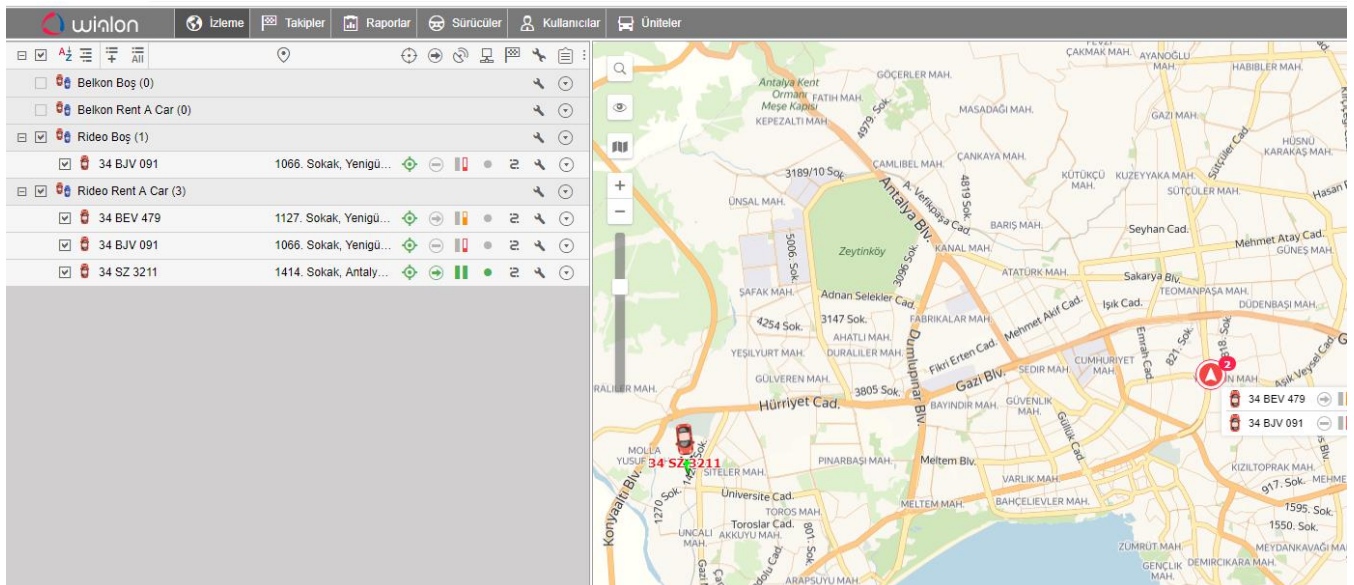 wialon İzleme Takipler Raporlar Sürücüler Kullanıcılar Üniteler
All
Belkon Boş (0)
Belkon Rent A Car (0)
Rideo Boş (1)
34 BJV 091 1066. Sokak, Yenigü...
Rideo Rent A Car (3)
34 BEV 479 1127. Sokak, Yenigü...
34 BJV 091 1066. Sokak, Yenigü...
34 SZ 3211 1414. Sokak, Antaly...
ÇAKMAK MAH.
AYANOĞLU
MAH.
HABIBLER MAH.
GÖÇERLER MAH.
Antalya Kent
Ormanı
Meşe Kapısı
FATIH MAH.
KEPEZALTI MAH.
4979. Sok.
MASADAĞI MAH.
GAZI MAH.
Sütçüler Cad.
HÜSNÜ
KARAKAŞ MAH.
ÇAMLIBEL MAH.
ÇANKAYA MAH.
3189/10 Sok.
KÜTÜKÇÜ
MAH.
KUZEYYAKA MAH.
SÜTÇÜLER MAH.
ÜNSAL MAH.
Antalya Blv.
A. Vefikpaşa Cad.
4819 Sok.
BARIŞ MAH.
Seyhan Cad.
Mehmet Atay Cad.
GÜNEŞ MAH.
5006. Sok.
Zeytinköy
3096 Sok.
KANAL MAH.
ATATÜRK MAH.
Sakarya Blv.
TEOMANPAŞA MAH.
ŞAFAK MAH.
Adnan Selekler Cad.
Işık Cad.
DÜDENBAŞI MAH.
4254 Sok.
3147 Sok.
FABRIKALAR MAH.
Mehmet Akif Cad.
AHATLI MAH.
YEŞILYURT MAH.
DURALILER MAH.
Dumlupınar Blv.
Fikri Erten Cad.
Emrah Cad.
821. Sok.
CUMHURIYET
MAH.
SEDIR MAH.
GÜLVEREN MAH.
Gazi Blv.
2
Aşık Veysel Cad.
3805 Sok.
Hürriyet Cad.
BAYINDIR MAH.
GÜVENLIK
MAH.
34 BEV 479
34 BJV 091
Güllük Cad.
MOLLA
34 SZ 3211
SITELER MAH.
PINARBAŞI MAH.
Meltem Blv.
KIZILTOPRAK MAH.
VARLIK MAH.
917. Sok.
1270 Sok.
Üniversite Cad.
TOROS MAH.
MELTEM MAH.
BAHÇELIEVLER MAH.
1595. Sok.
1550. Sok.
Konyaaltı Blv.
UNCALI
MAH.
Toroslar Cad.
AKKUYU MAH.
801. Sok.
ZÜMRÜT MAH.
MEYDANKAVAĞI
GENÇLIK
MAH.
DEMIRCIKARA MAH.
ARAPSUYU MAH.